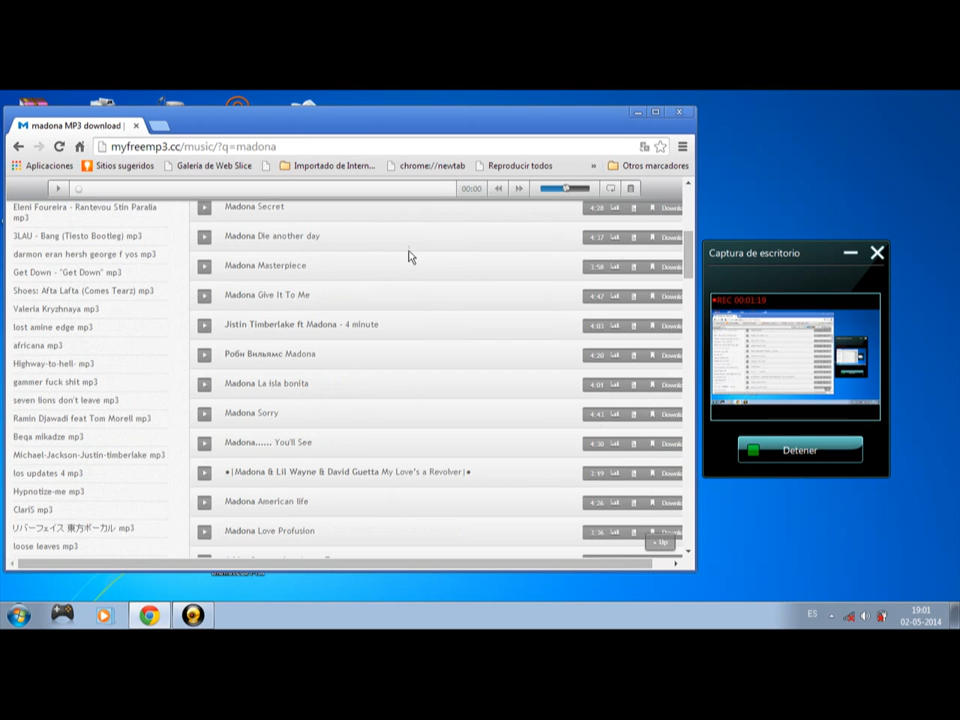 madona MP3 download |
myfreemp3.cc/music/?q=madona
Aplicaciones
Sitios sugeridos
Galería de Web Slice
Importado de Intern...
chrome://newtab
Reproducir todos
»
Otros marcadores
00:00
Eleni Foureira - Rantevou Stin Paralia
mp3
3LAU - Bang (Tiesto Bootleg) mp3
darmon eran hersh george f yos mp3
Get Down - "Get Down" mp3
Shoes: Afta Lafta (Comes Tearz) mp3
Valeria Kryzhnaya mp3
lost amine edge mp3
africana mp3
Highway-to-hell- mp3
gammer fuck shit mp3
seven lions don't leave mp3
Ramin Djawadi feat Tom Morell mp3
Beqa mikadze mp3
Michael-Jackson-Justin-timberlake mp3
los updates 4 mp3
Hypnotize-me mp3
ClariS mp3
リバーフェイス 東方ボーカル mp3
loose leaves mp3
Madona Secret 4:28
Madona Die another day 4:37
Madona Masterpiece 3:58
Madona Give It To Me 4:47
Jistin Timberlake ft Madona - 4 minute 4:03
Робн Вильямс Madona 4:20
Madona La isla bonita 4:01
Madona Sorry 4:43
Madona...... You'll See 4:30
•|Madona & Lil Wayne & David Guetta My Love's a Revolver|• 3:39
Madona American life 4:26
Madona Love Profusion 3:36
Up
Captura de escritorio
REC 00:01:19
Detener
ES
19:01
02-05-2014